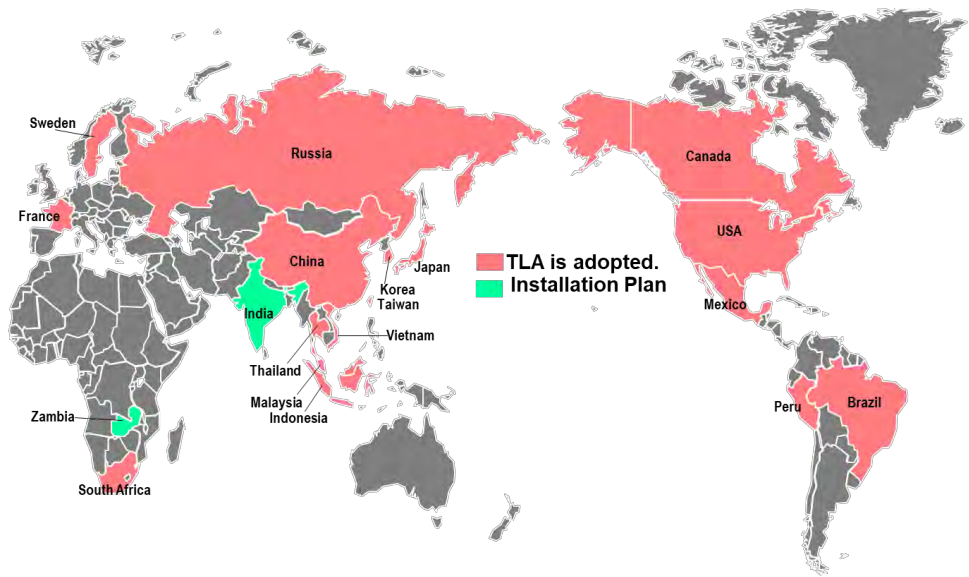 Sweden
Russia
Canada
France
USA
China
Japan
TLA is adopted.
Installation Plan
Korea
Taiwan
Mexico
India
Vietnam
Thailand
Malaysia
Indonesia
Peru
Brazil
Zambia
South Africa